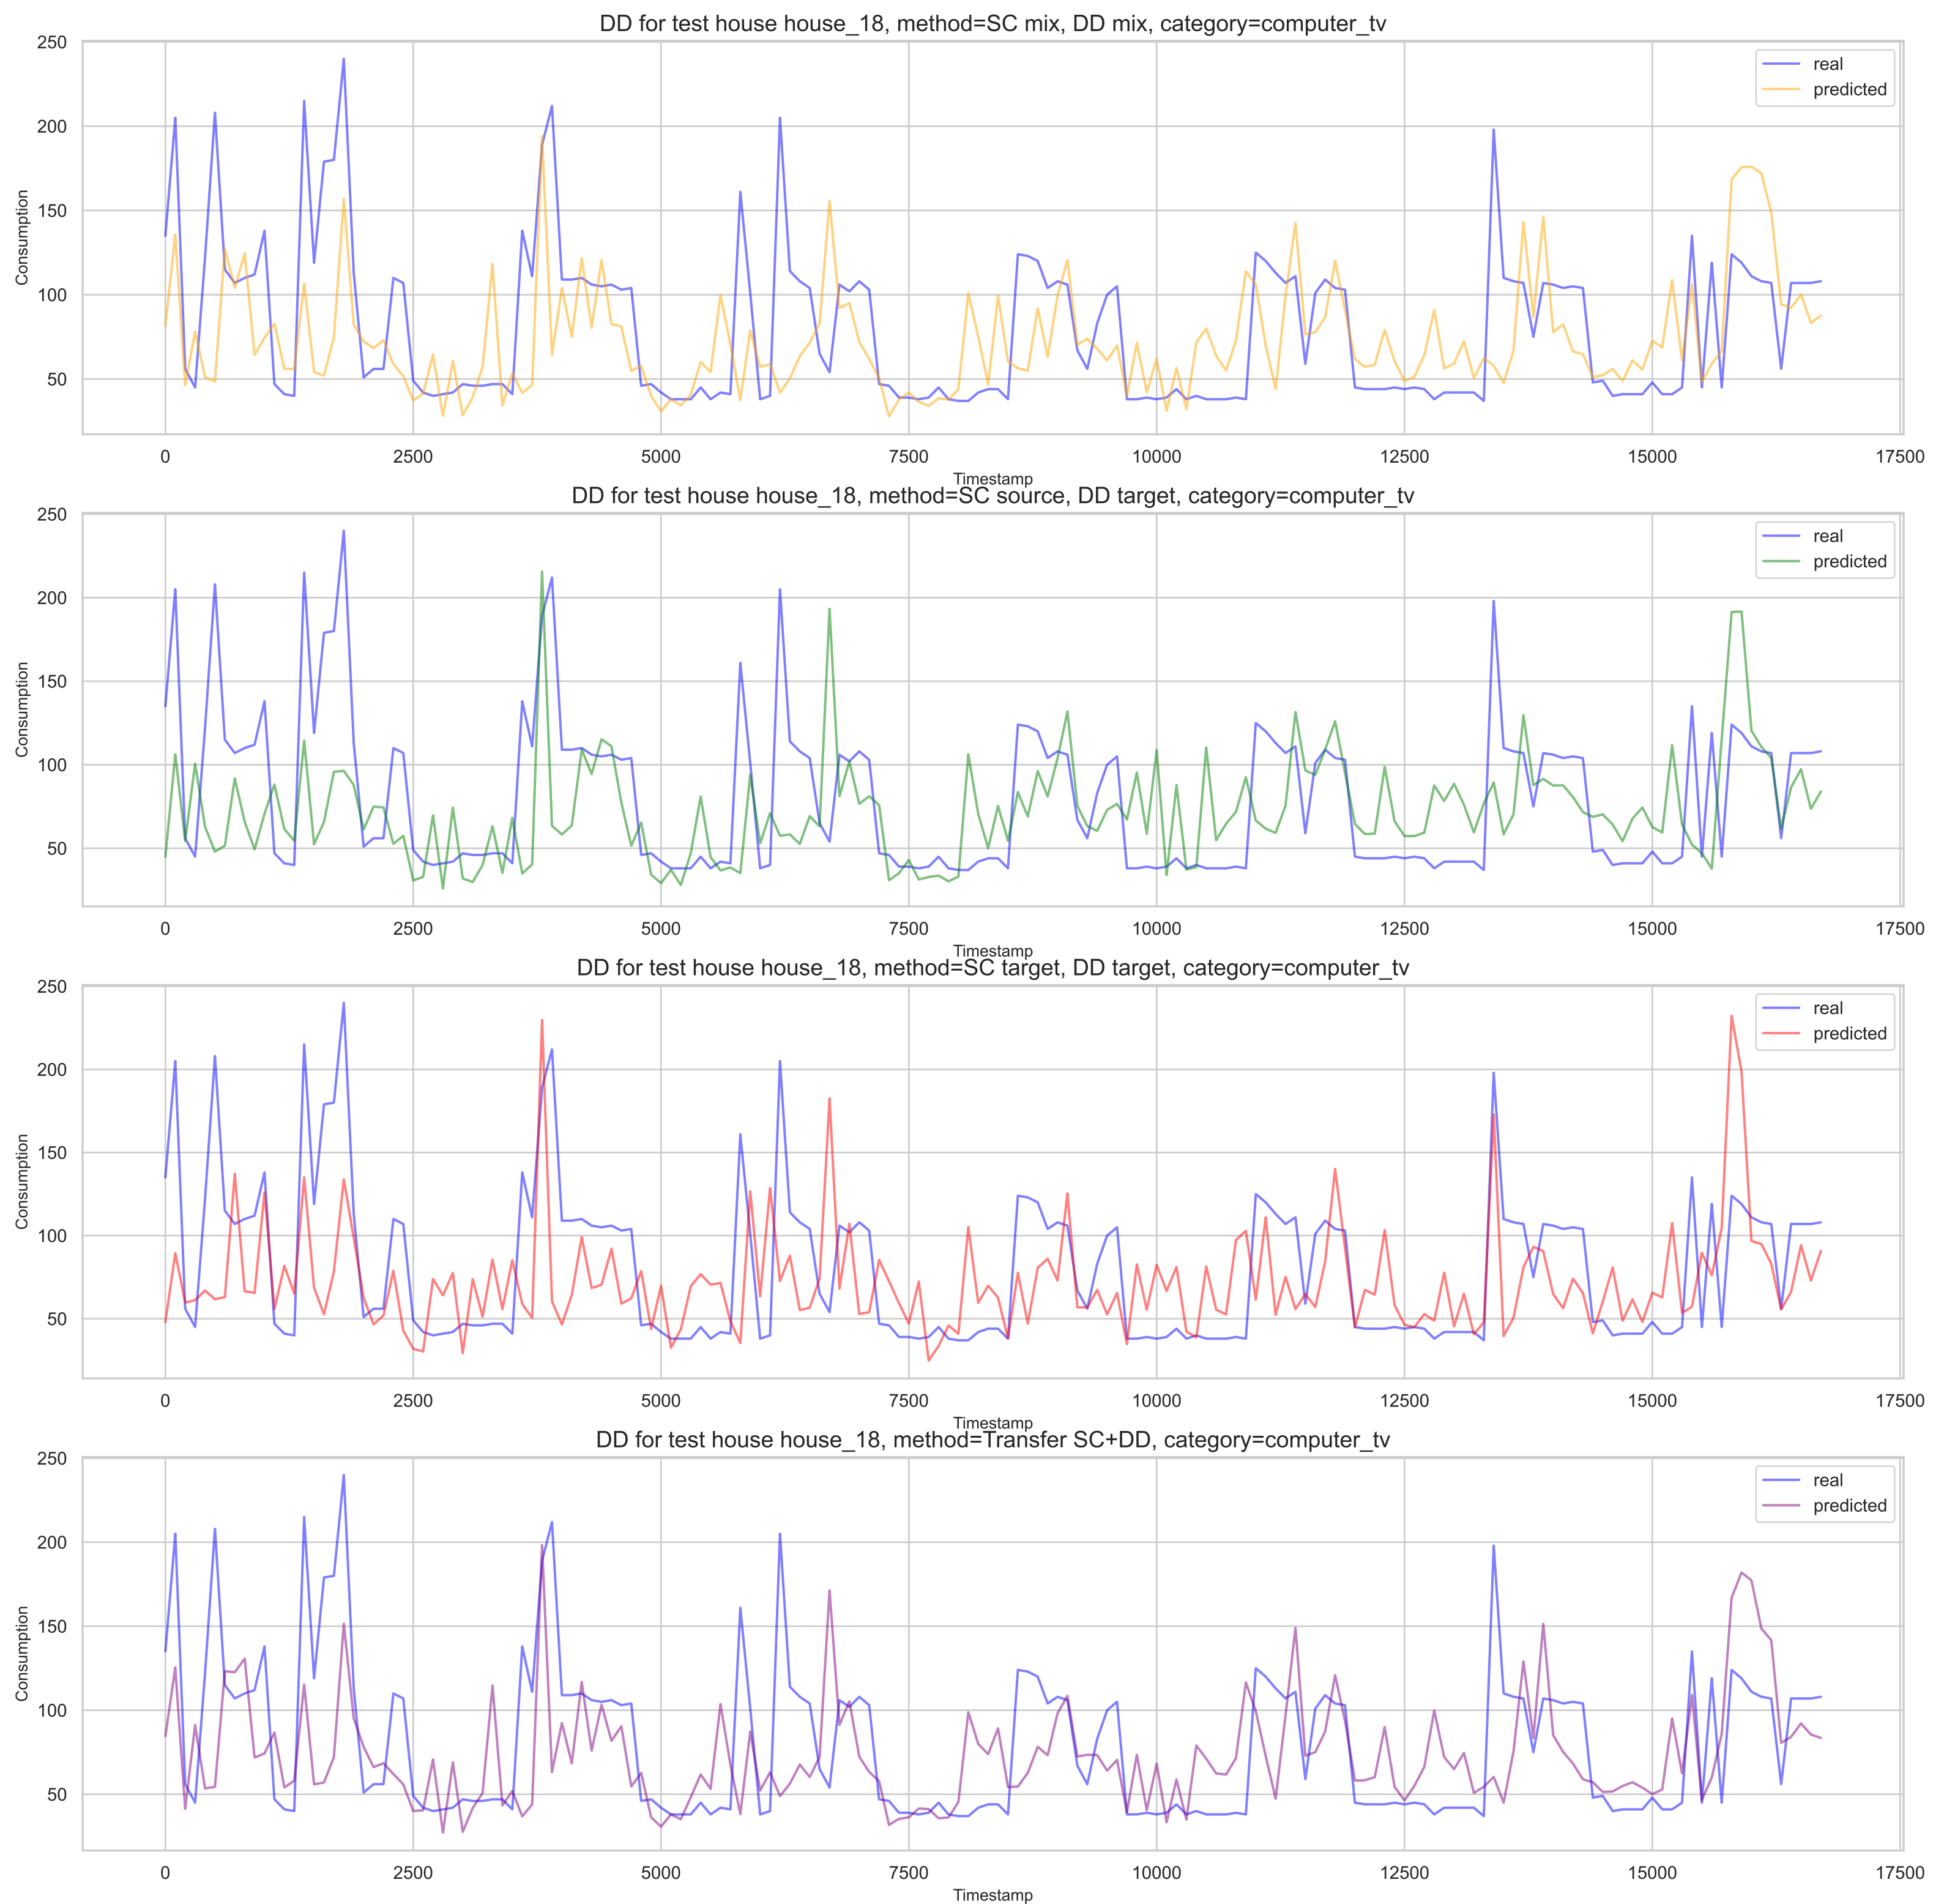 DD for test house house_18, method=SC mix, DD mix, category=computer_tv
250
200
150
100
50
Consumption
real
predicted
0 2500 5000 7500 10000 12500 15000 17500
Timestamp
DD for test house house_18, method=SC source, DD target, category=computer_tv
250
200
150
100
50
Consumption
real
predicted
0 2500 5000 7500 10000 12500 15000 17500
Timestamp
DD for test house house_18, method=SC target, DD target, category=computer_tv
250
200
150
100
50
Consumption
real
predicted
0 2500 5000 7500 10000 12500 15000 17500
Timestamp
DD for test house house_18, method=Transfer SC+DD, category=computer_tv
250
200
150
100
50
Consumption
real
predicted
0 2500 5000 7500 10000 12500 15000 17500
Timestamp